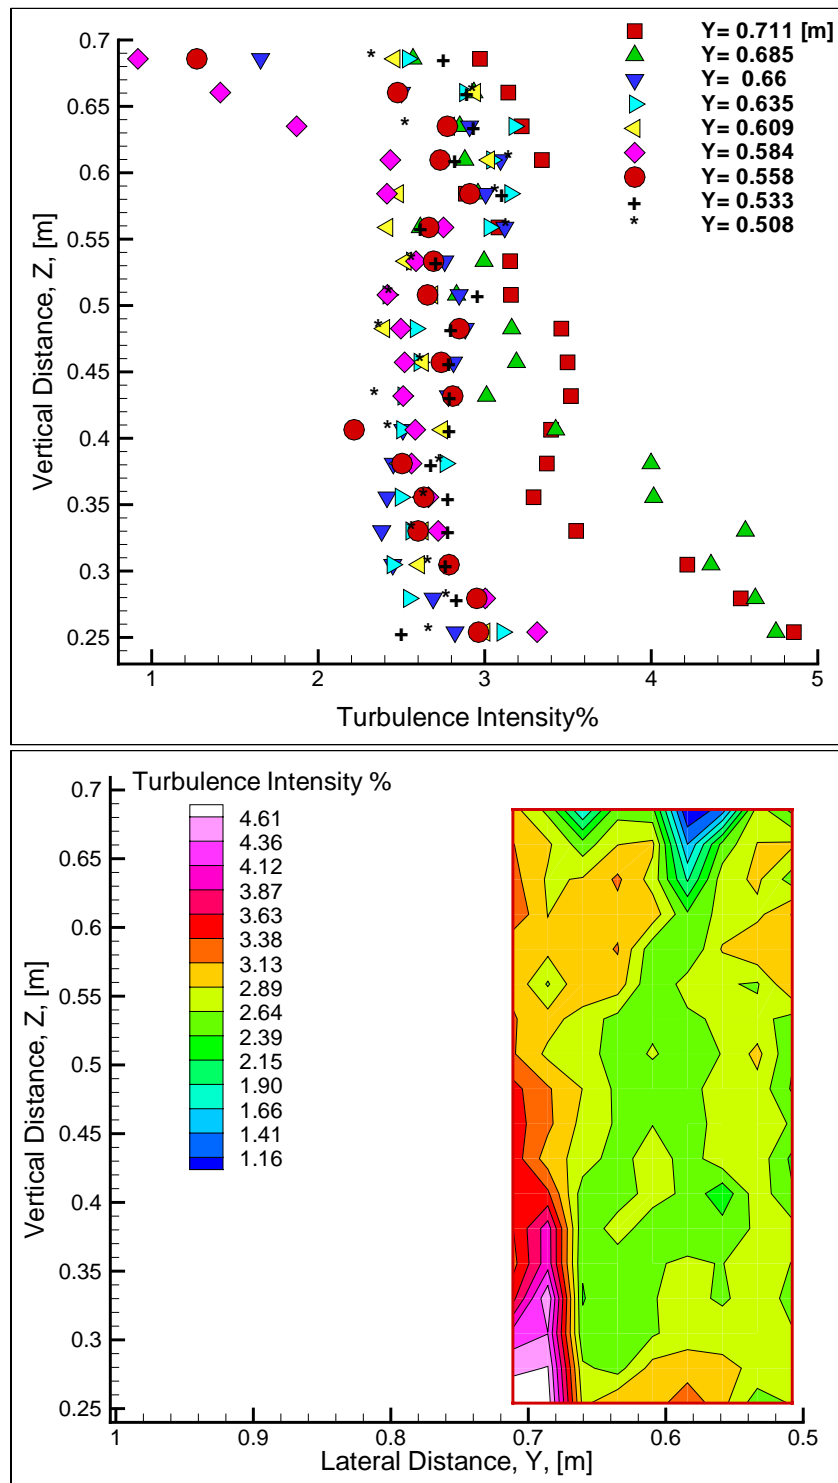 0.7
0.65
0.6
0.55
0.5
0.45
0.4
0.35
0.3
0.25
Vertical Distance, Z, [m]
Y= 0.711 [m]
Y= 0.685
Y= 0.66
Y= 0.635
Y= 0.609
Y= 0.584
Y= 0.558
Y= 0.533
Y= 0.508
1 2 3 4 5
Turbulence Intensity%
Turbulence Intensity %
4.61
4.36
4.12
3.87
3.63
3.38
3.13
2.89
2.64
2.39
2.15
1.90
1.66
1.41
1.16
0.7
0.65
0.6
0.55
0.5
0.45
0.4
0.35
0.3
0.25
Vertical Distance, Z, [m]
1 0.9 0.8 0.7 0.6 0.5
Lateral Distance, Y, [m]